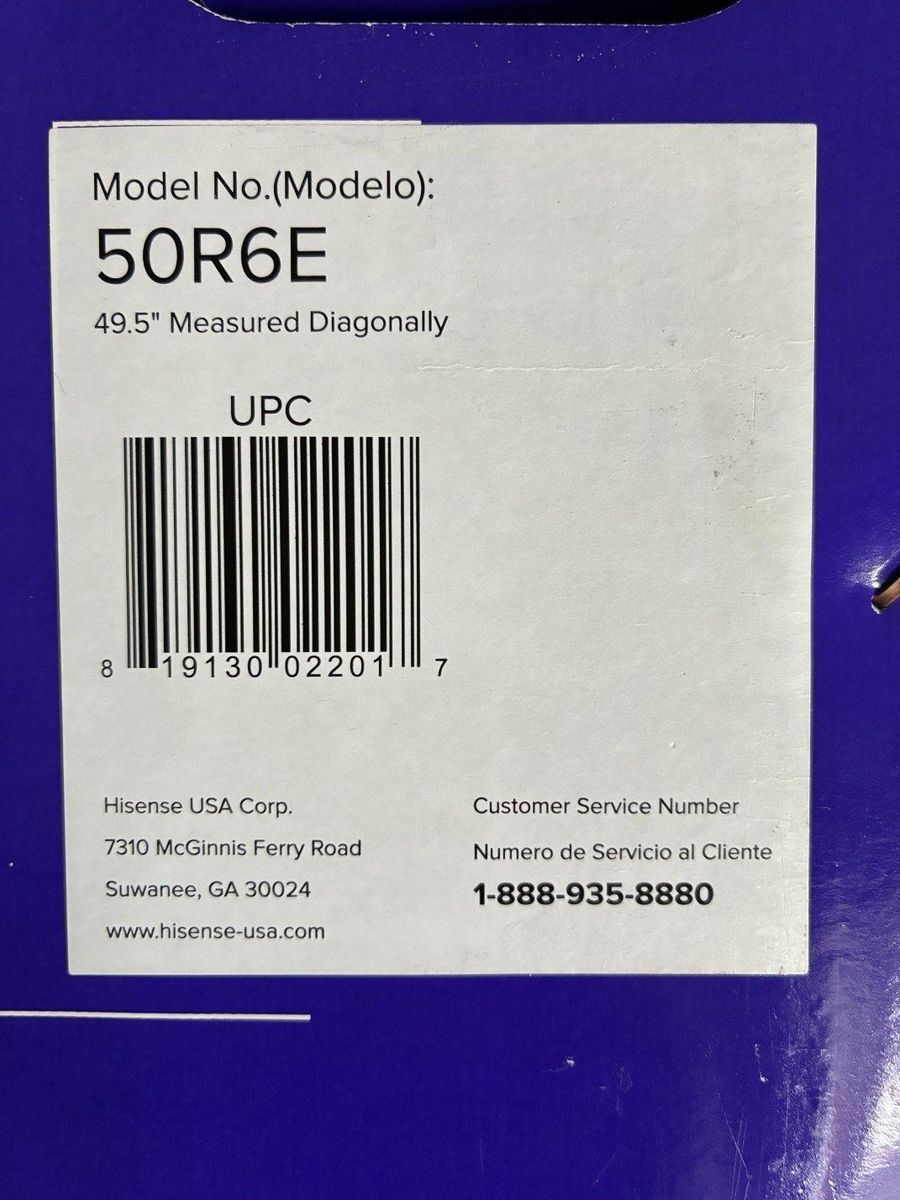 Model No.(Modelo):
50R6E
49.5" Measured Diagonally
UPC
8 19130 02201 7
Hisense USA Corp.
7310 McGinnis Ferry Road
Suwanee, GA 30024
www.hisense-usa.com
Customer Service Number
Numero de Servicio al Cliente
1-888-935-8880